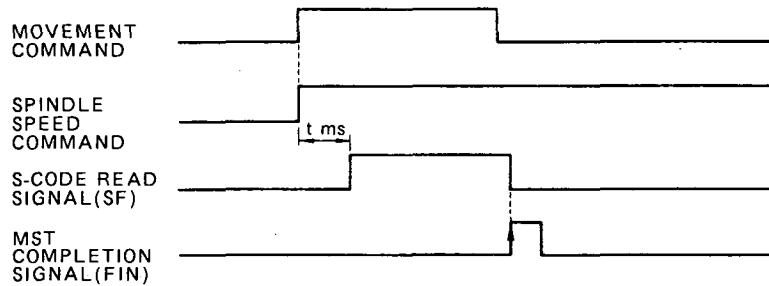 MOVEMENT
COMMAND
SPINDLE
SPEED
COMMAND
t ms
S-CODE READ
SIGNAL(SF)
MST
COMPLETION
SIGNAL(FIN)